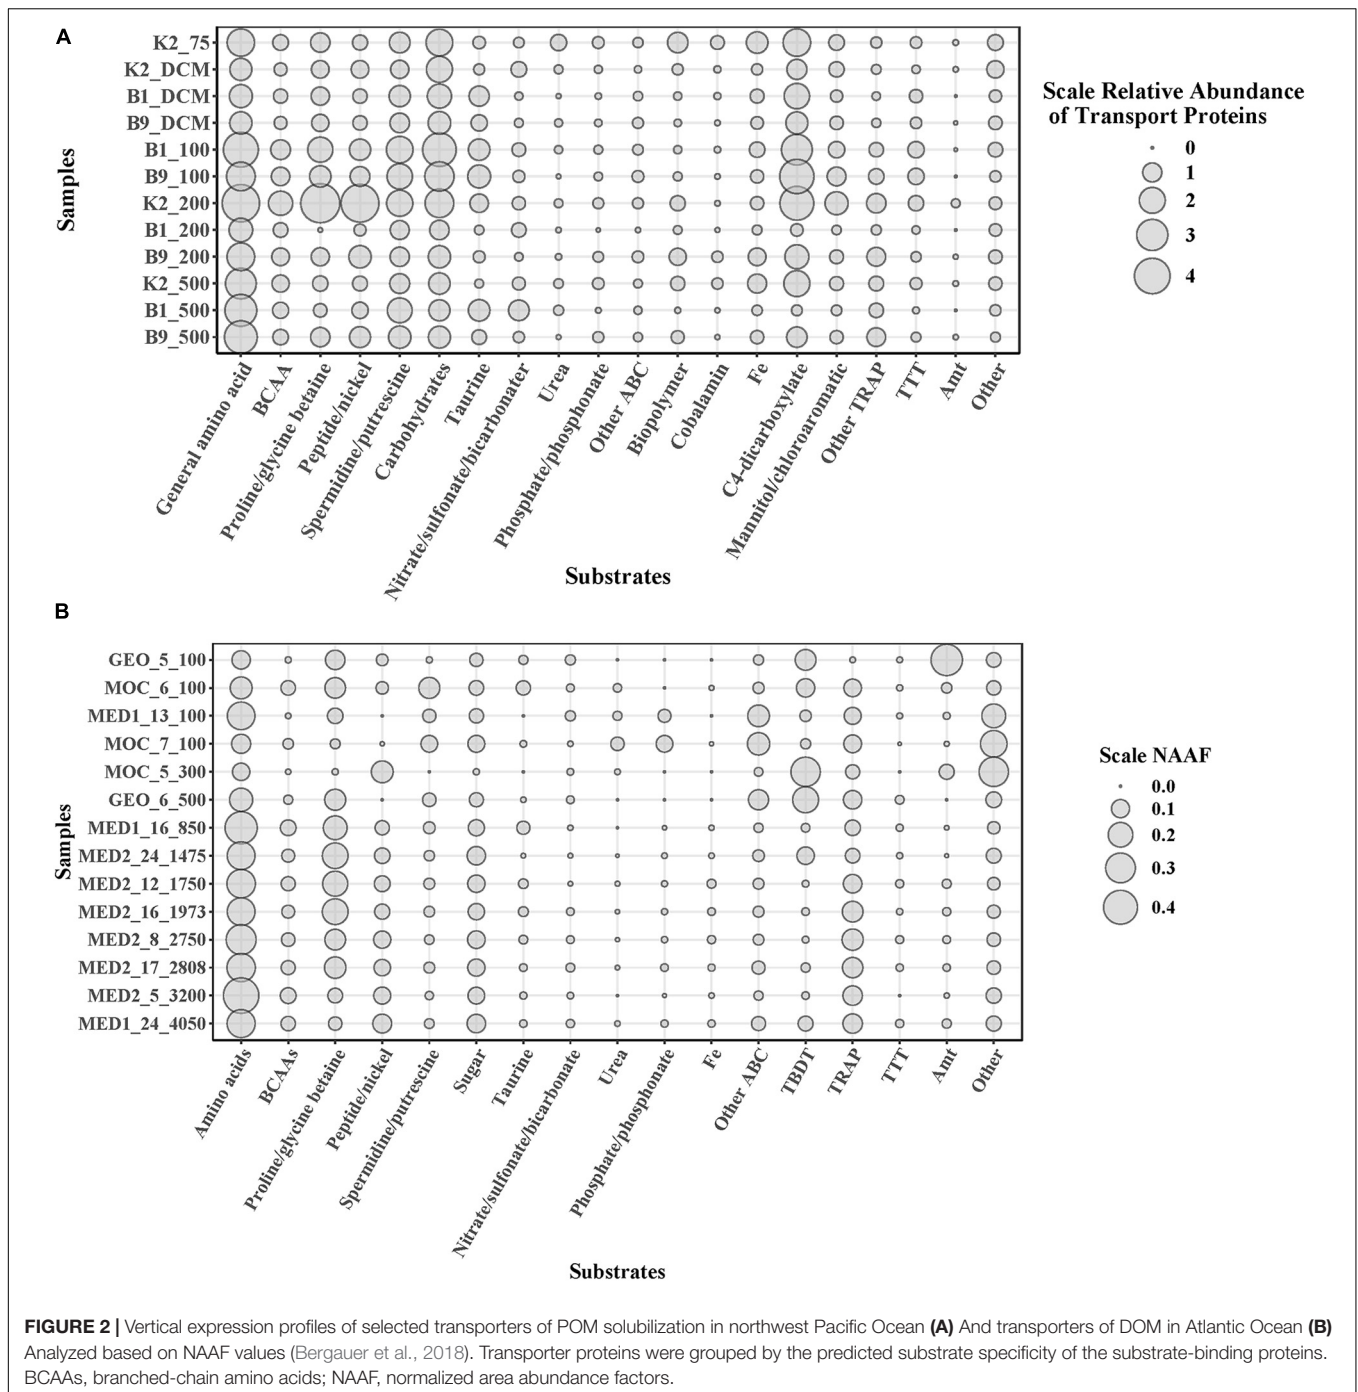 A
K2_75
K2_DCM
B1_DCM
B9_DCM
B1_100
B9_100
K2_200
B1_200
B9_200
K2_500
B1_500
B9_500
Samples
General amino acid
BCAA
Proline/glycine betaine
Peptide/nickel
Spermidine/putrescine
Carbohydrates
Taurine
Nitrate/sulfonate/bicarbonater
Urea
Phosphate/phosphonate
Other ABC
Biopolymer
Cobalamin
Fe
C4-dicarboxylate
Mannitol/chloroaromatic
Other TRAP
TTT
Amt
Other
Substrates
Scale Relative Abundance
of Transport Proteins
0
1
2
3
4
B
GEO_5_100
MOC_6_100
MED1_13_100
MOC_7_100
MOC_5_300
GEO_6_500
MED1_16_850
MED2_24_1475
MED2_12_1750
MED2_16_1973
MED2_8_2750
MED2_17_2808
MED2_5_3200
MED1_24_4050
Samples
Amino acids
BCAAs
Proline/glycine betaine
Peptide/nickel
Spermidine/putrescine
Sugar
Taurine
Nitrate/sulfonate/bicarbonate
Urea
Phosphate/phosphonate
Fe
Other ABC
TBDT
TRAP
TTT
Amt
Other
Substrates
Scale NAAF
0.0
0.1
0.2
0.3
0.4
FIGURE 2 | Vertical expression profiles of selected transporters of POM solubilization in northwest Pacific Ocean (A) And transporters of DOM in Atlantic Ocean (B)
Analyzed based on NAAF values (Bergauer et al., 2018). Transporter proteins were grouped by the predicted substrate specificity of the substrate-binding proteins.
BCAAs, branched-chain amino acids; NAAF, normalized area abundance factors.